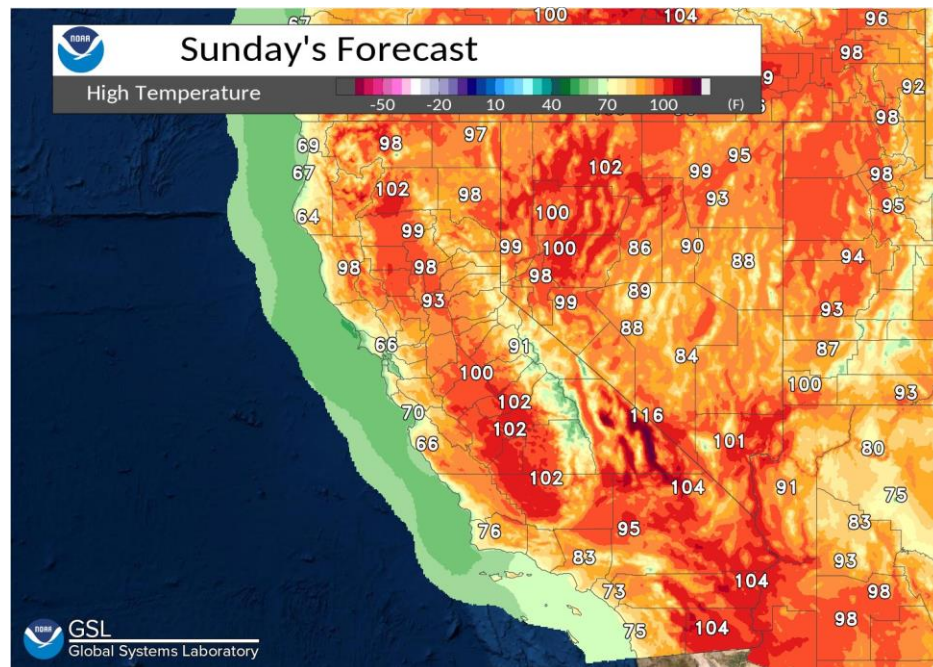 67 100 104 96
NOAA
Sunday's Forecast
98
High Temperature
-50 -20 10 40 70 100 (F)
92
98
97
69 98
95
102
67 99 98
102 98 93
95
64 100
99 99 100 86 90
98 98 98 88 94
93 99 89 93
88
66 91 84 87
100 100 93
102
70 102 116
66 101 80
102 104 91 75
76 95 83
83 93
73 104 98
75 104 98
NOAA
GSL
Global Systems Laboratory